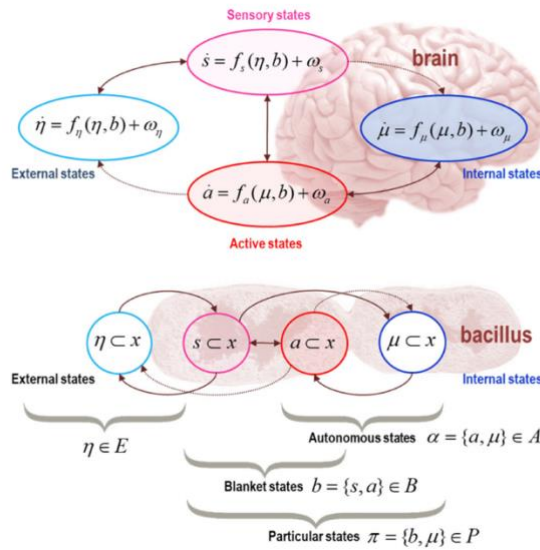 Sensory states
ṡ = f_s(η, b) + ω_s
brain
η̇ = f_η(η, b) + ω_η
μ̇ = f_μ(μ, b) + ω_μ
External states
Internal states
ȧ = f_a(μ, b) + ω_a
Active states
bacillus
η ⊂ x
s ⊂ x
a ⊂ x
μ ⊂ x
External states
Internal states
η ∈ E
Autonomous states α = {a, μ} ∈ A
Blanket states b = {s, a} ∈ B
Particular states π = {b, μ} ∈ P